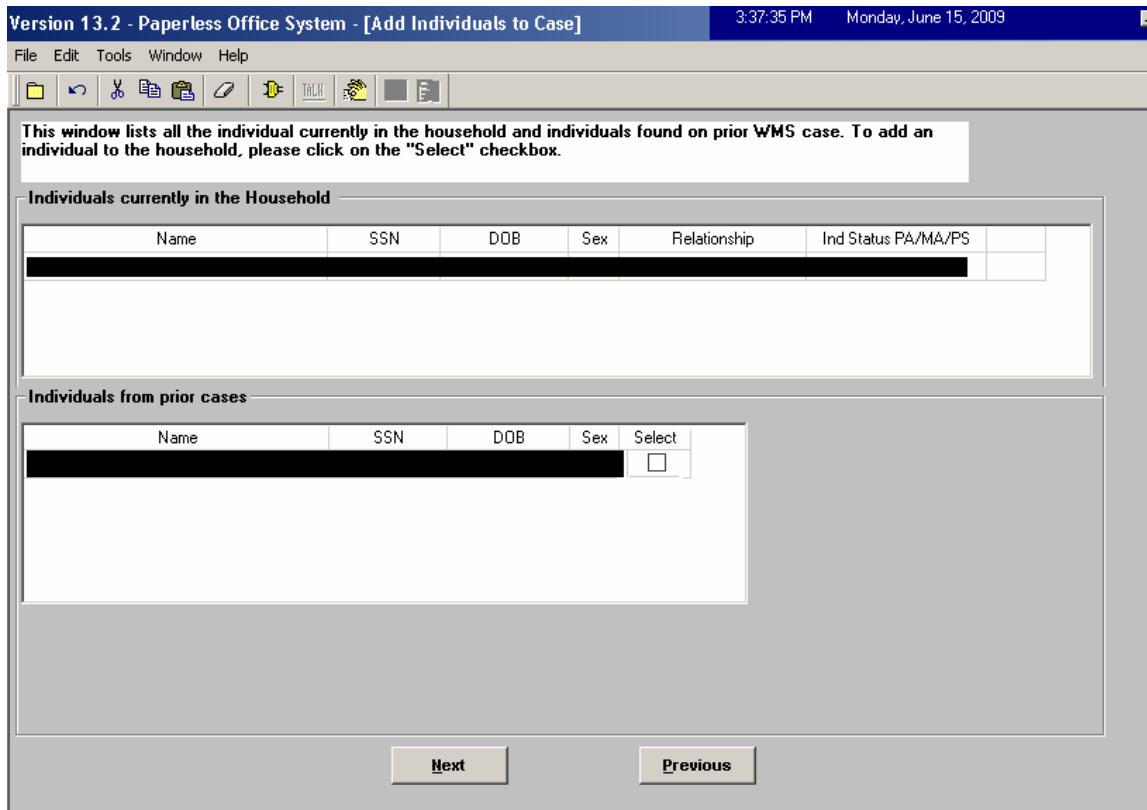 Version 13.2 - Paperless Office System - [Add Individuals to Case] 3:37:35 PM Monday, June 15, 2009
File Edit Tools Window Help
TALX
This window lists all the individual currently in the household and individuals found on prior WMS case. To add an
individual to the household, please click on the "Select" checkbox.
Individuals currently in the Household
Name SSN DOB Sex Relationship Ind Status PA/MA/PS
Individuals from prior cases
Name SSN DOB Sex Select
Next Previous